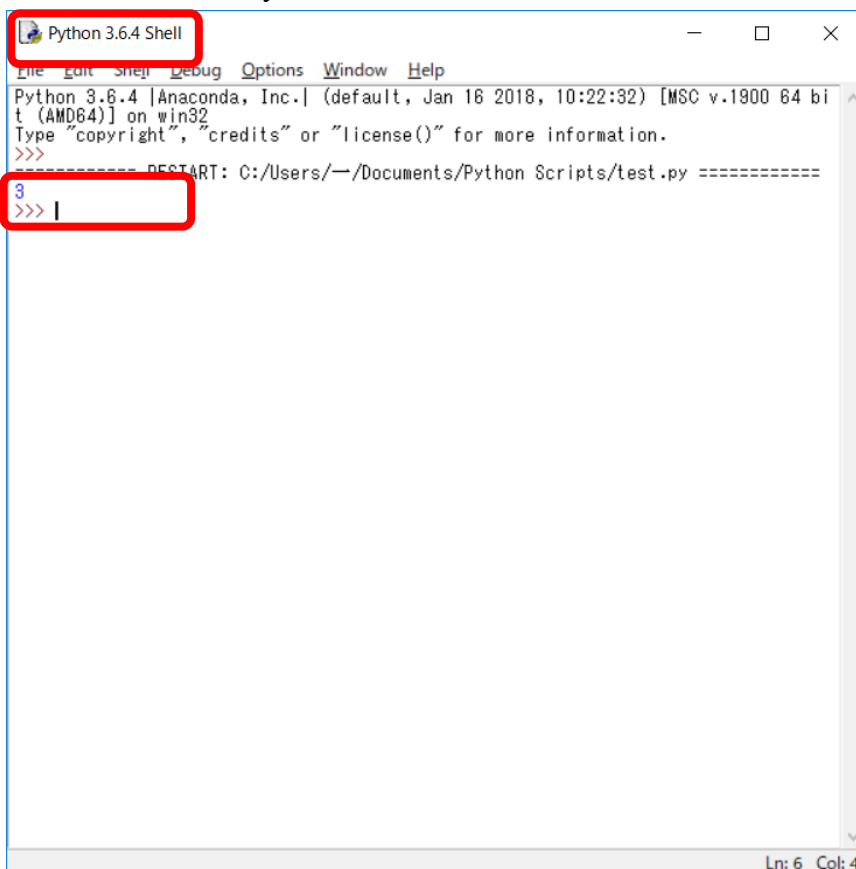 Python 3.6.4 Shell
File Edit Shell Debug Options Window Help
Python 3.6.4 |Anaconda, Inc.| (default, Jan 16 2018, 10:22:32) [MSC v.1900 64 bi
t (AMD64)] on win32
Type "copyright", "credits" or "license()" for more information.
>>>
============ RESTART: C:/Users/一/Documents/Python Scripts/test.py ============
3
>>>
Ln: 6 Col: 4